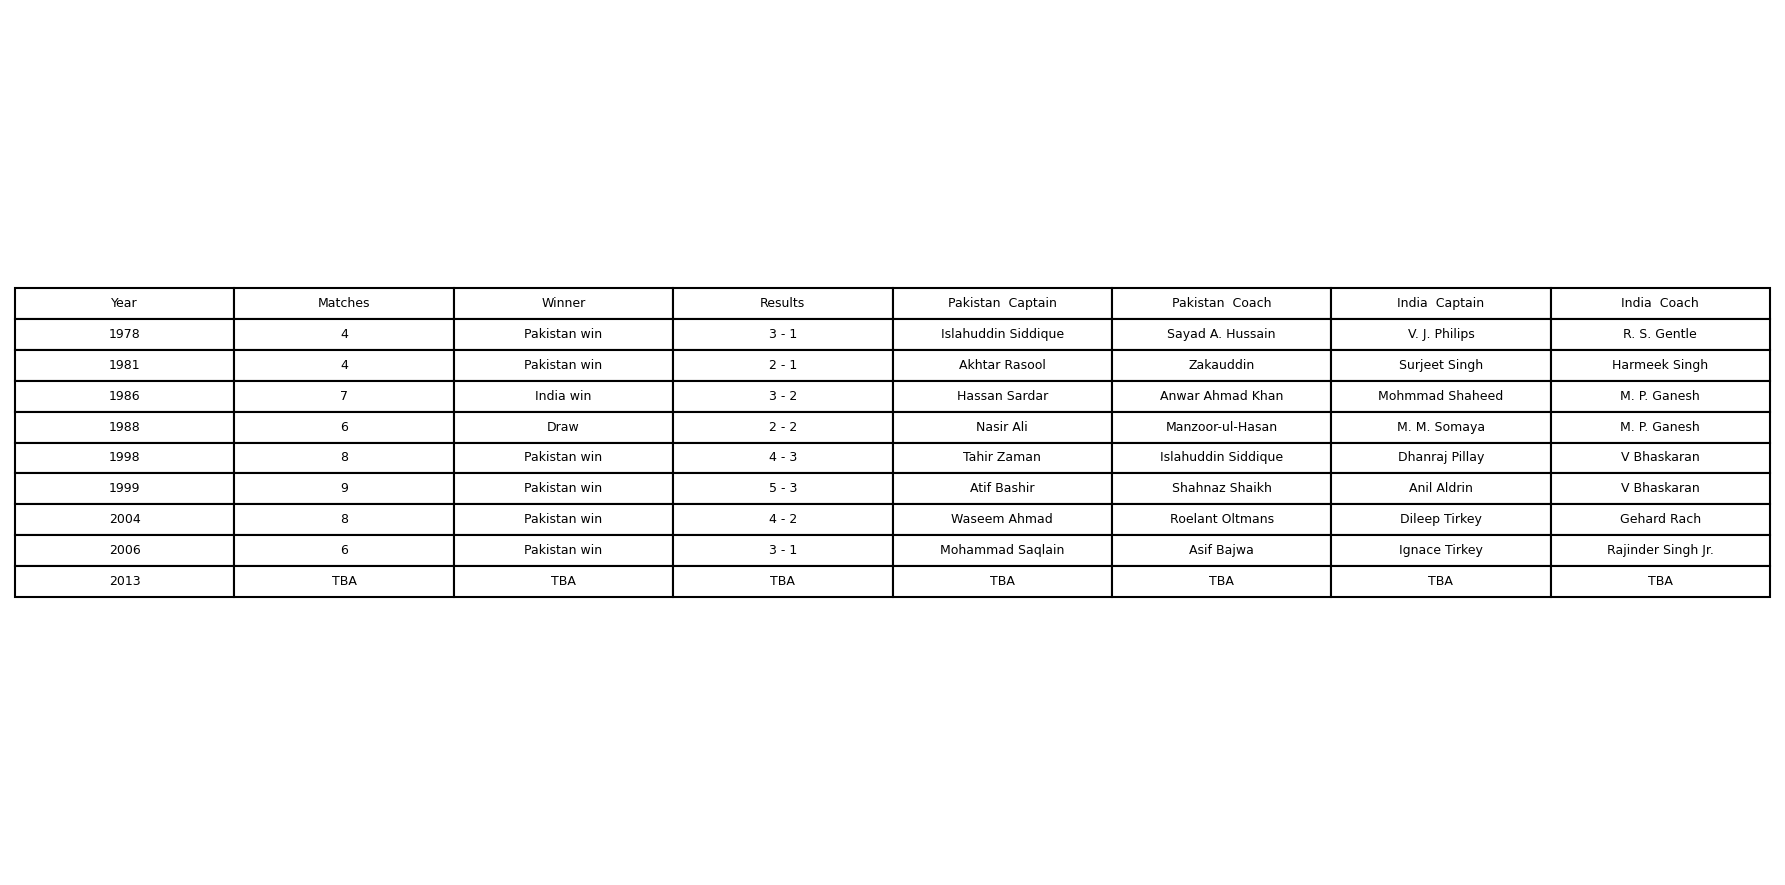 Year Matches Winner Results Pakistan  Captain Pakistan  Coach India  Captain India  Coach
1978 4 Pakistan win 3 - 1 Islahuddin Siddique Sayad A. Hussain V. J. Philips R. S. Gentle
1981 4 Pakistan win 2 - 1 Akhtar Rasool Zakauddin Surjeet Singh Harmeek Singh
1986 7 India win 3 - 2 Hassan Sardar Anwar Ahmad Khan Mohmmad Shaheed M. P. Ganesh
1988 6 Draw 2 - 2 Nasir Ali Manzoor-ul-Hasan M. M. Somaya M. P. Ganesh
1998 8 Pakistan win 4 - 3 Tahir Zaman Islahuddin Siddique Dhanraj Pillay V Bhaskaran
1999 9 Pakistan win 5 - 3 Atif Bashir Shahnaz Shaikh Anil Aldrin V Bhaskaran
2004 8 Pakistan win 4 - 2 Waseem Ahmad Roelant Oltmans Dileep Tirkey Gehard Rach
2006 6 Pakistan win 3 - 1 Mohammad Saqlain Asif Bajwa Ignace Tirkey Rajinder Singh Jr.
2013 TBA TBA TBA TBA TBA TBA TBA